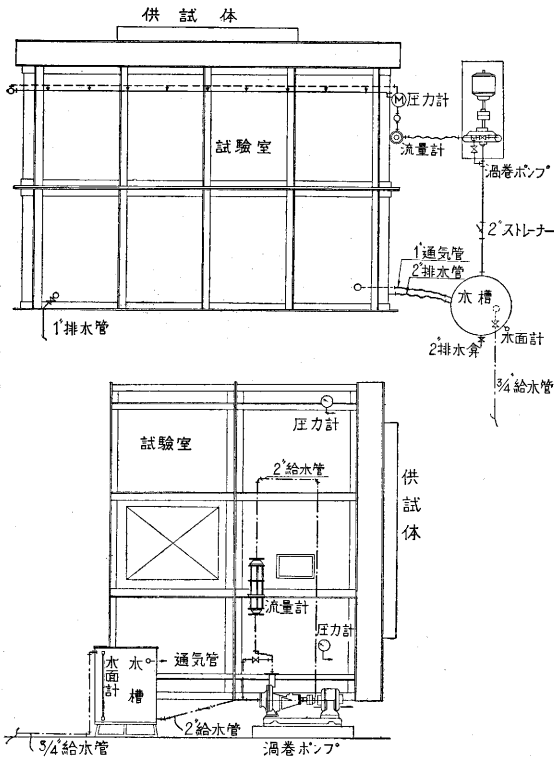 供試体
M
圧力計
試験室
流量計
渦巻ポンプ
2"ストレーナー
1"通気管
2"排水管
水槽
水面計
1"排水管
2"排水弁
3/4"給水管
圧力計
試験室
2"給水管
供試体
流量計
圧力計
水面計
水槽
通気管
2"給水管
3/4"給水管
渦巻ポンプ